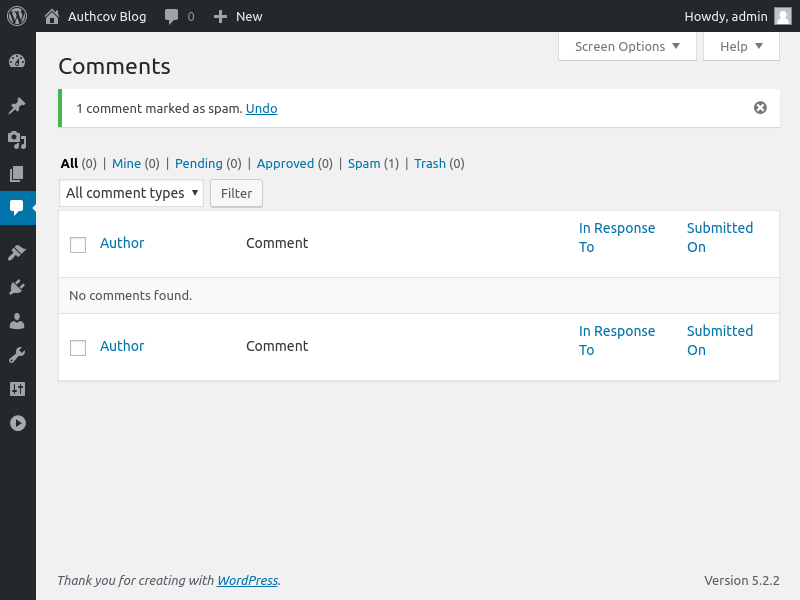 Authcov Blog 0 New Howdy, admin
Screen Options Help
Comments
1 comment marked as spam. Undo
All (0) | Mine (0) | Pending (0) | Approved (0) | Spam (1) | Trash (0)
All comment types Filter
Author Comment In Response To Submitted On
No comments found.
Author Comment In Response To Submitted On
Thank you for creating with WordPress. Version 5.2.2